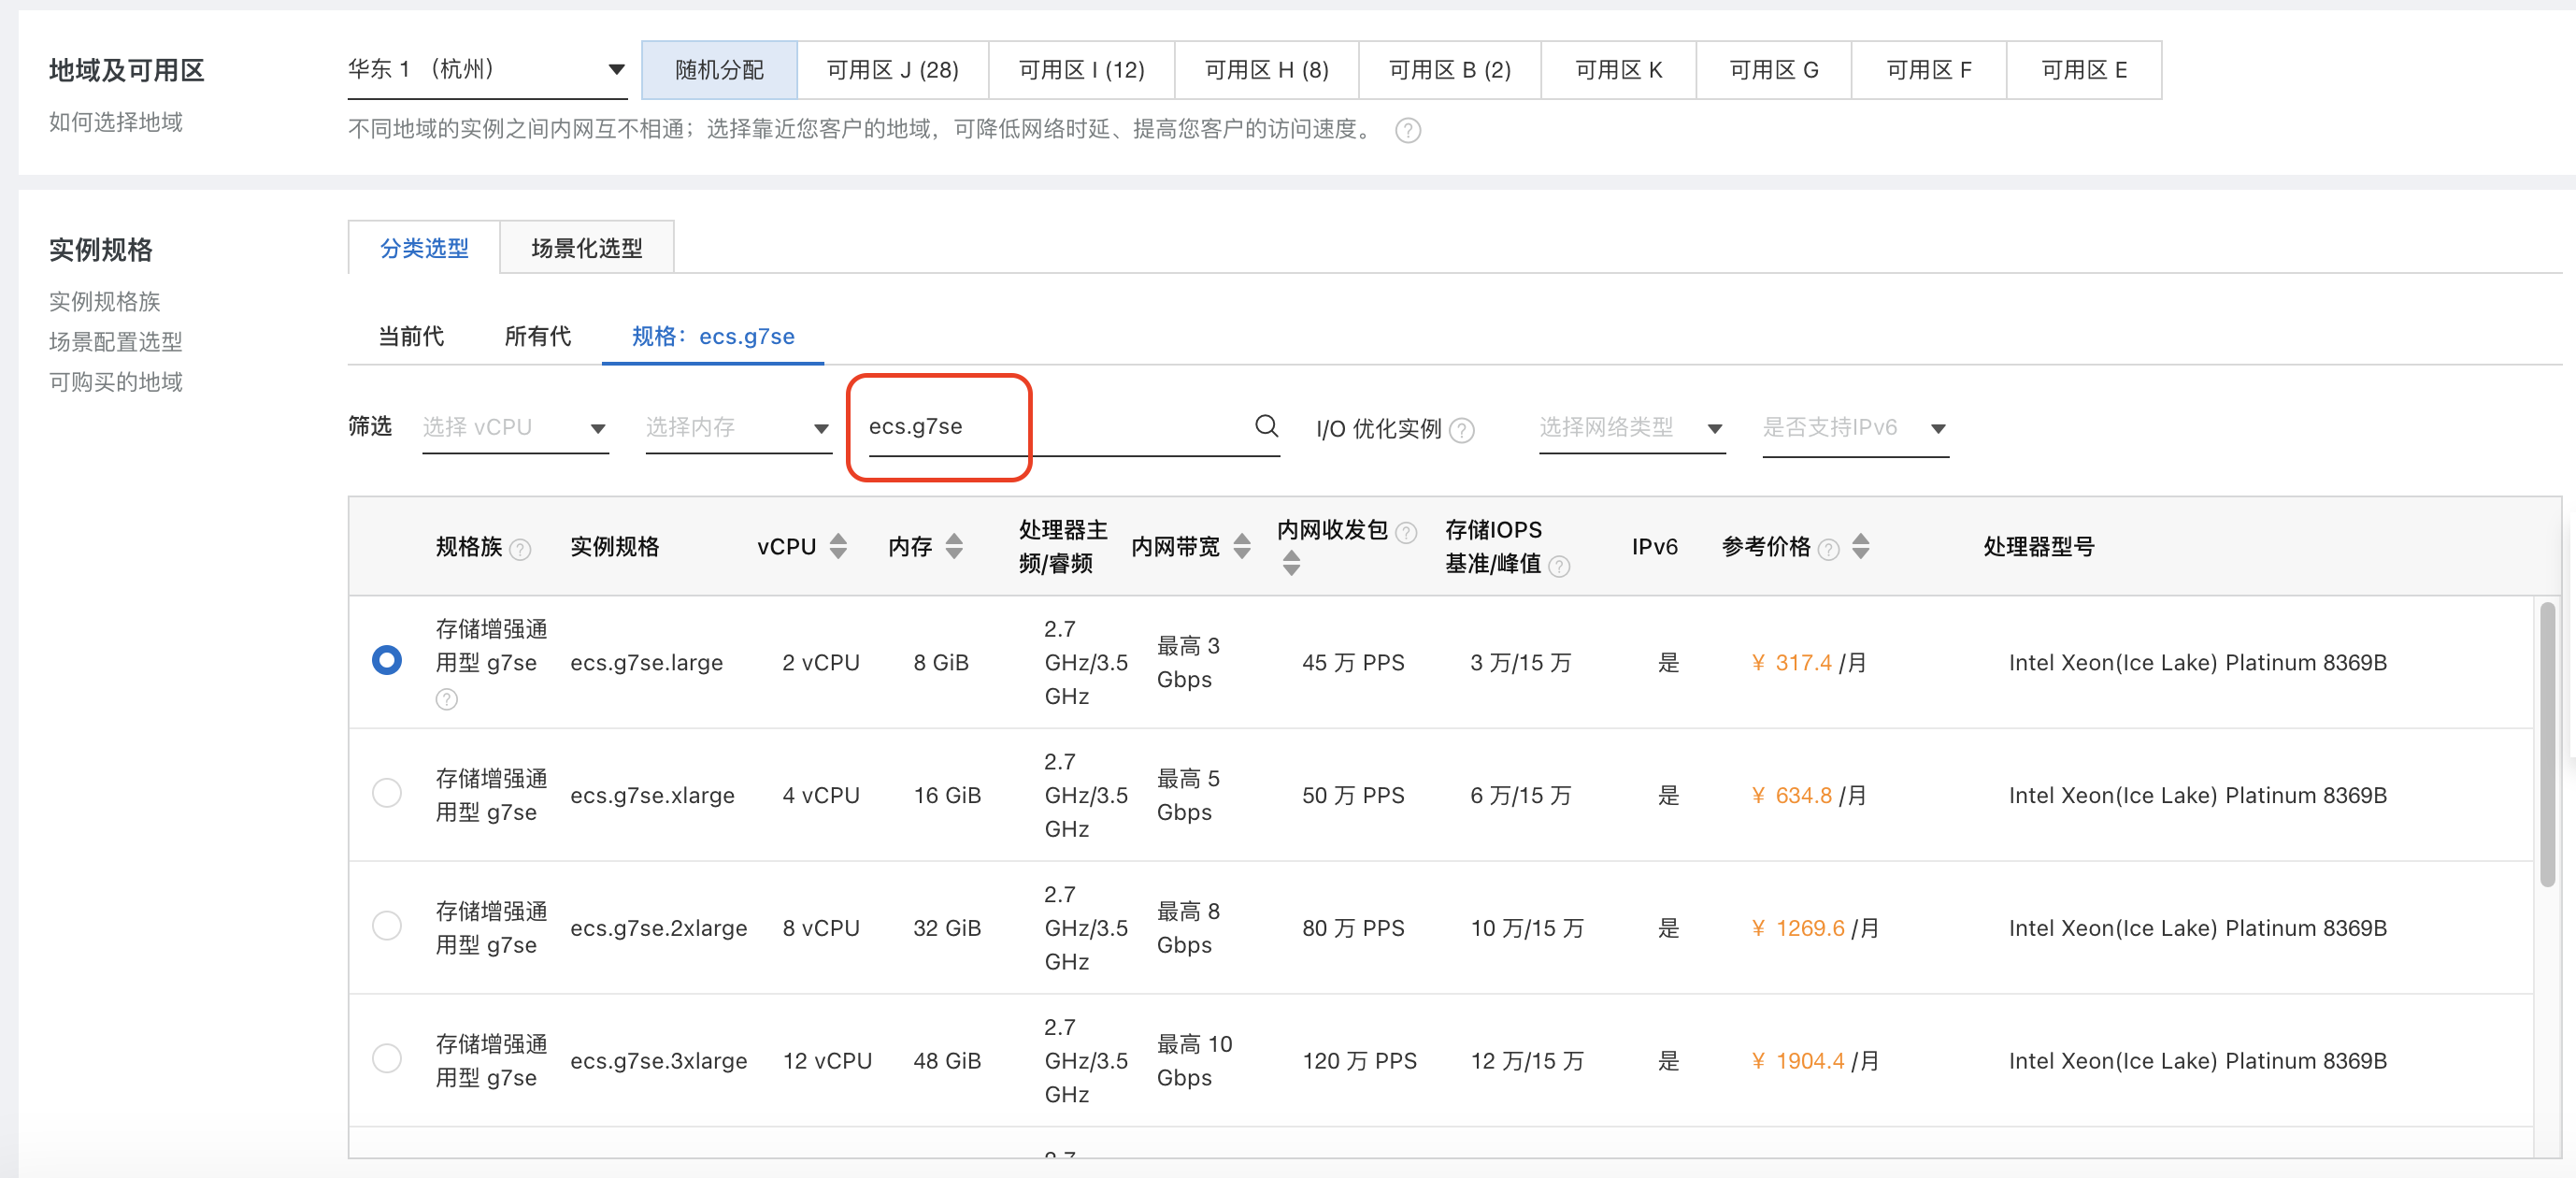 地域及可用区
如何选择地域
华东 1 （杭州）
随机分配
可用区 J (28)
可用区 I (12)
可用区 H (8)
可用区 B (2)
可用区 K
可用区 G
可用区 F
可用区 E
不同地域的实例之间内网互不相通；选择靠近您客户的地域，可降低网络时延、提高您客户的访问速度。 ?
实例规格
实例规格族
场景配置选型
可购买的地域
分类选型
场景化选型
当前代
所有代
规格：ecs.g7se
筛选
选择 vCPU
选择内存
ecs.g7se
I/O 优化实例 ?
选择网络类型
是否支持IPv6
规格族 ?
实例规格
vCPU
内存
处理器主
频/睿频
内网带宽
内网收发包 ?
存储IOPS
基准/峰值 ?
IPv6
参考价格 ?
处理器型号
存储增强通
用型 g7se
?
ecs.g7se.large
2 vCPU
8 GiB
2.7
GHz/3.5
GHz
最高 3
Gbps
45 万 PPS
3 万/15 万
是
¥ 317.4 /月
Intel Xeon(Ice Lake) Platinum 8369B
存储增强通
用型 g7se
ecs.g7se.xlarge
4 vCPU
16 GiB
2.7
GHz/3.5
GHz
最高 5
Gbps
50 万 PPS
6 万/15 万
是
¥ 634.8 /月
Intel Xeon(Ice Lake) Platinum 8369B
存储增强通
用型 g7se
ecs.g7se.2xlarge
8 vCPU
32 GiB
2.7
GHz/3.5
GHz
最高 8
Gbps
80 万 PPS
10 万/15 万
是
¥ 1269.6 /月
Intel Xeon(Ice Lake) Platinum 8369B
存储增强通
用型 g7se
ecs.g7se.3xlarge
12 vCPU
48 GiB
2.7
GHz/3.5
GHz
最高 10
Gbps
120 万 PPS
12 万/15 万
是
¥ 1904.4 /月
Intel Xeon(Ice Lake) Platinum 8369B